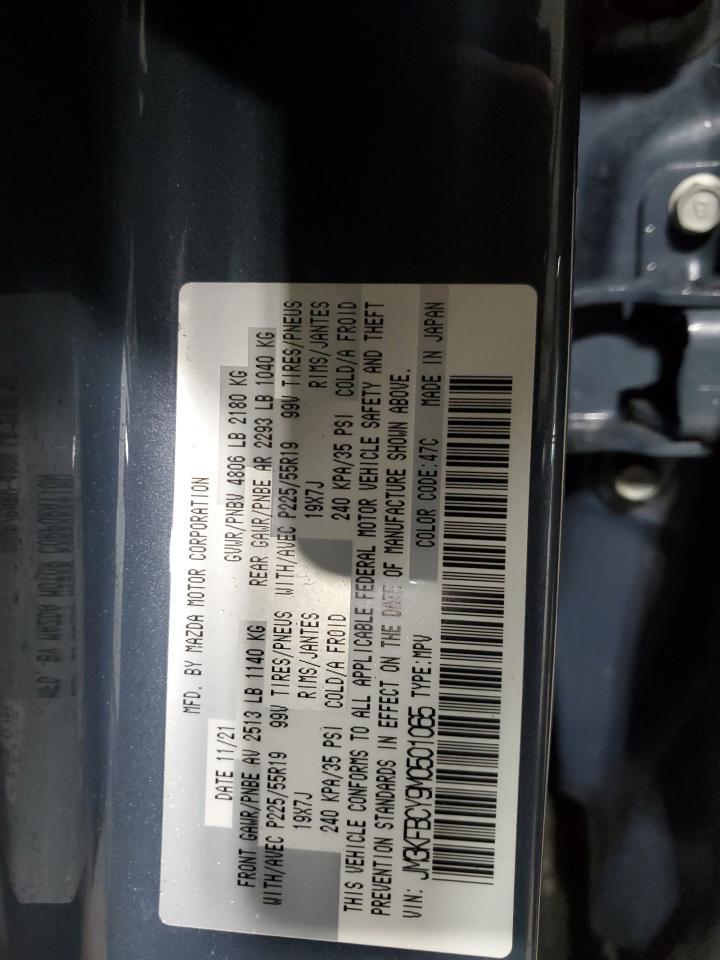 MFD. BY MAZDA MOTOR CORPORATION
DATE 11/21 GVWR/PNBV 4806 LB 2180 KG
FRONT GAWR/PNBE AV 2513 LB 1140 KG REAR GAWR/PNBE AR 2293 LB 1040 KG
WITH/AVEC P225/55R19 99V TIRES/PNEUS WITH/AVEC P225/55R19 99V TIRES/PNEUS
19X7J RIMS/JANTES 19X7J RIMS/JANTES
240 KPA/35 PSI COLD/A FROID 240 KPA/35 PSI COLD/A FROID
THIS VEHICLE CONFORMS TO ALL APPLICABLE FEDERAL MOTOR VEHICLE SAFETY AND THEFT
PREVENTION STANDARDS IN EFFECT ON THE DATE OF MANUFACTURE SHOWN ABOVE.
VIN: JM3KFBCY9N0501065 TYPE:MPV COLOR CODE:47C MADE IN JAPAN